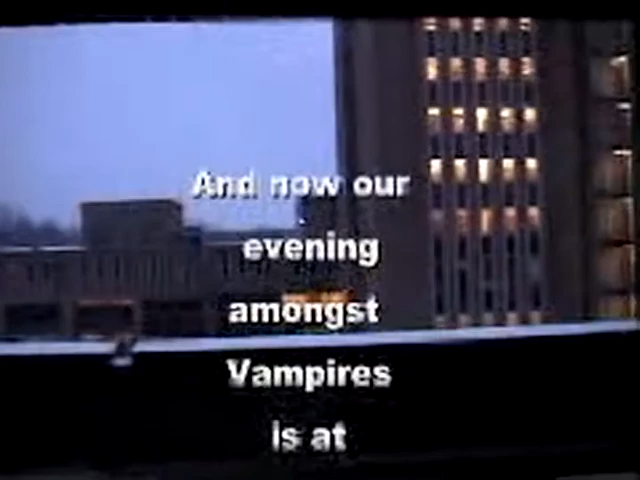 And now our
evening
amongst
Vampires
is at